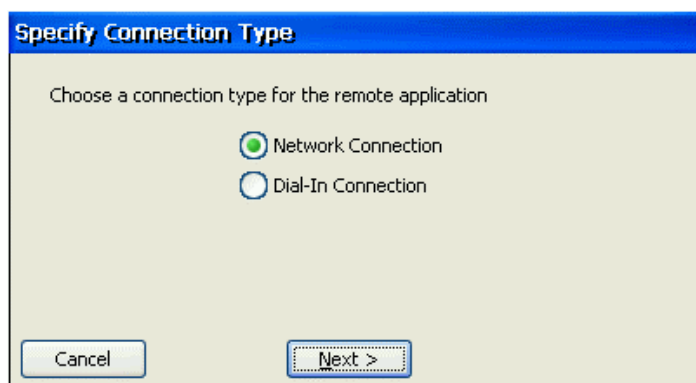 Specify Connection Type
Choose a connection type for the remote application
Network Connection
Dial-In Connection
Cancel
Next >